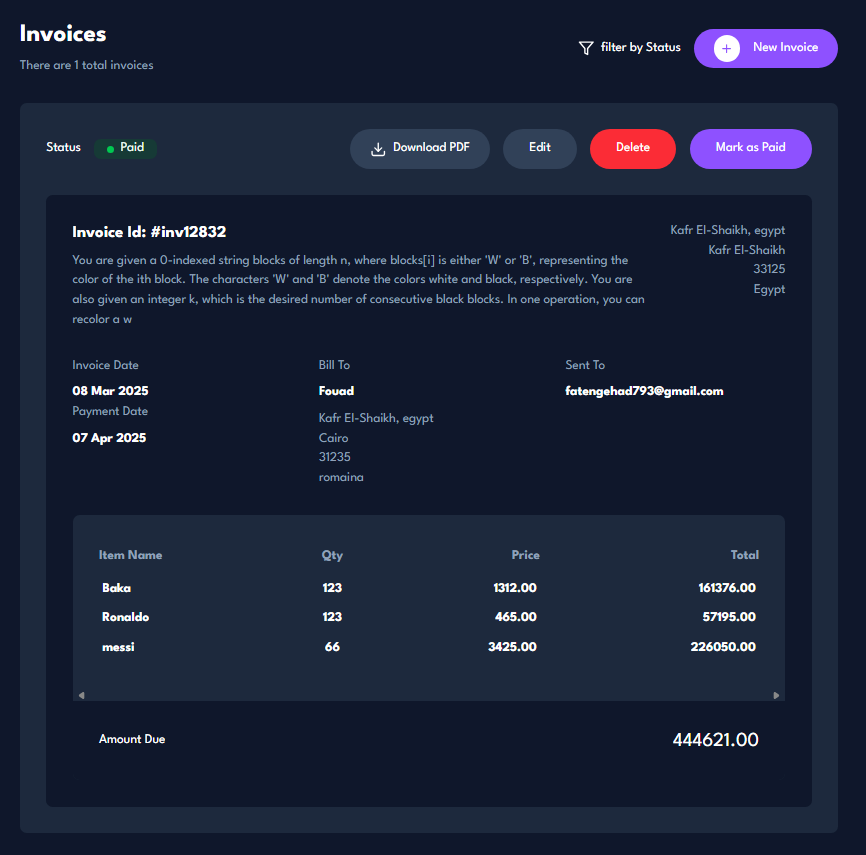 Invoices
There are 1 total invoices
filter by Status
+ New Invoice
Status
Paid
Download PDF
Edit
Delete
Mark as Paid
Invoice Id: #inv12832
You are given a 0-indexed string blocks of length n, where blocks[i] is either 'W' or 'B', representing the
color of the ith block. The characters 'W' and 'B' denote the colors white and black, respectively. You are
also given an integer k, which is the desired number of consecutive black blocks. In one operation, you can
recolor a w
Kafr El-Shaikh, egypt
Kafr El-Shaikh
33125
Egypt
Invoice Date
08 Mar 2025
Payment Date
07 Apr 2025
Bill To
Fouad
Kafr El-Shaikh, egypt
Cairo
31235
romaina
Sent To
fatengehad793@gmail.com
Item Name Qty Price Total
Baka 123 1312.00 161376.00
Ronaldo 123 465.00 57195.00
messi 66 3425.00 226050.00
Amount Due 444621.00